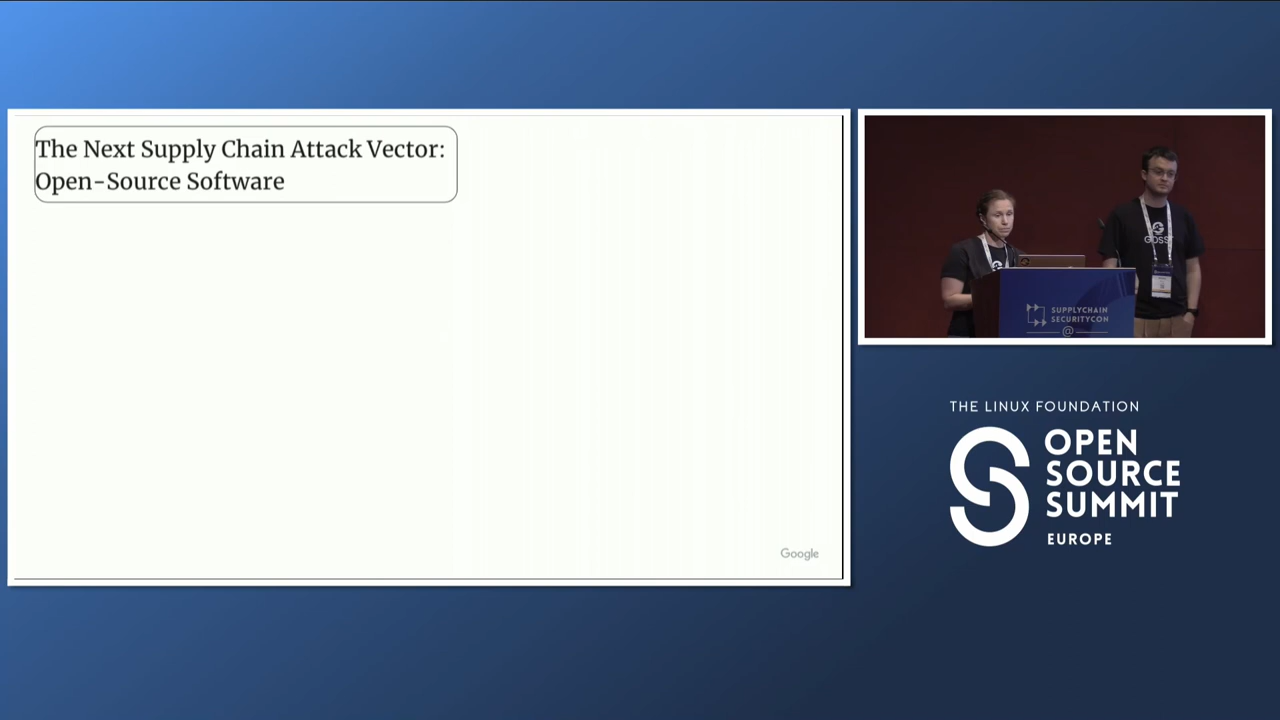 The Next Supply Chain Attack Vector:
Open-Source Software
Google
GOSST
SUPPLYCHAIN
SECURITYCON
@
THE LINUX FOUNDATION
OPEN
SOURCE
SUMMIT
EUROPE